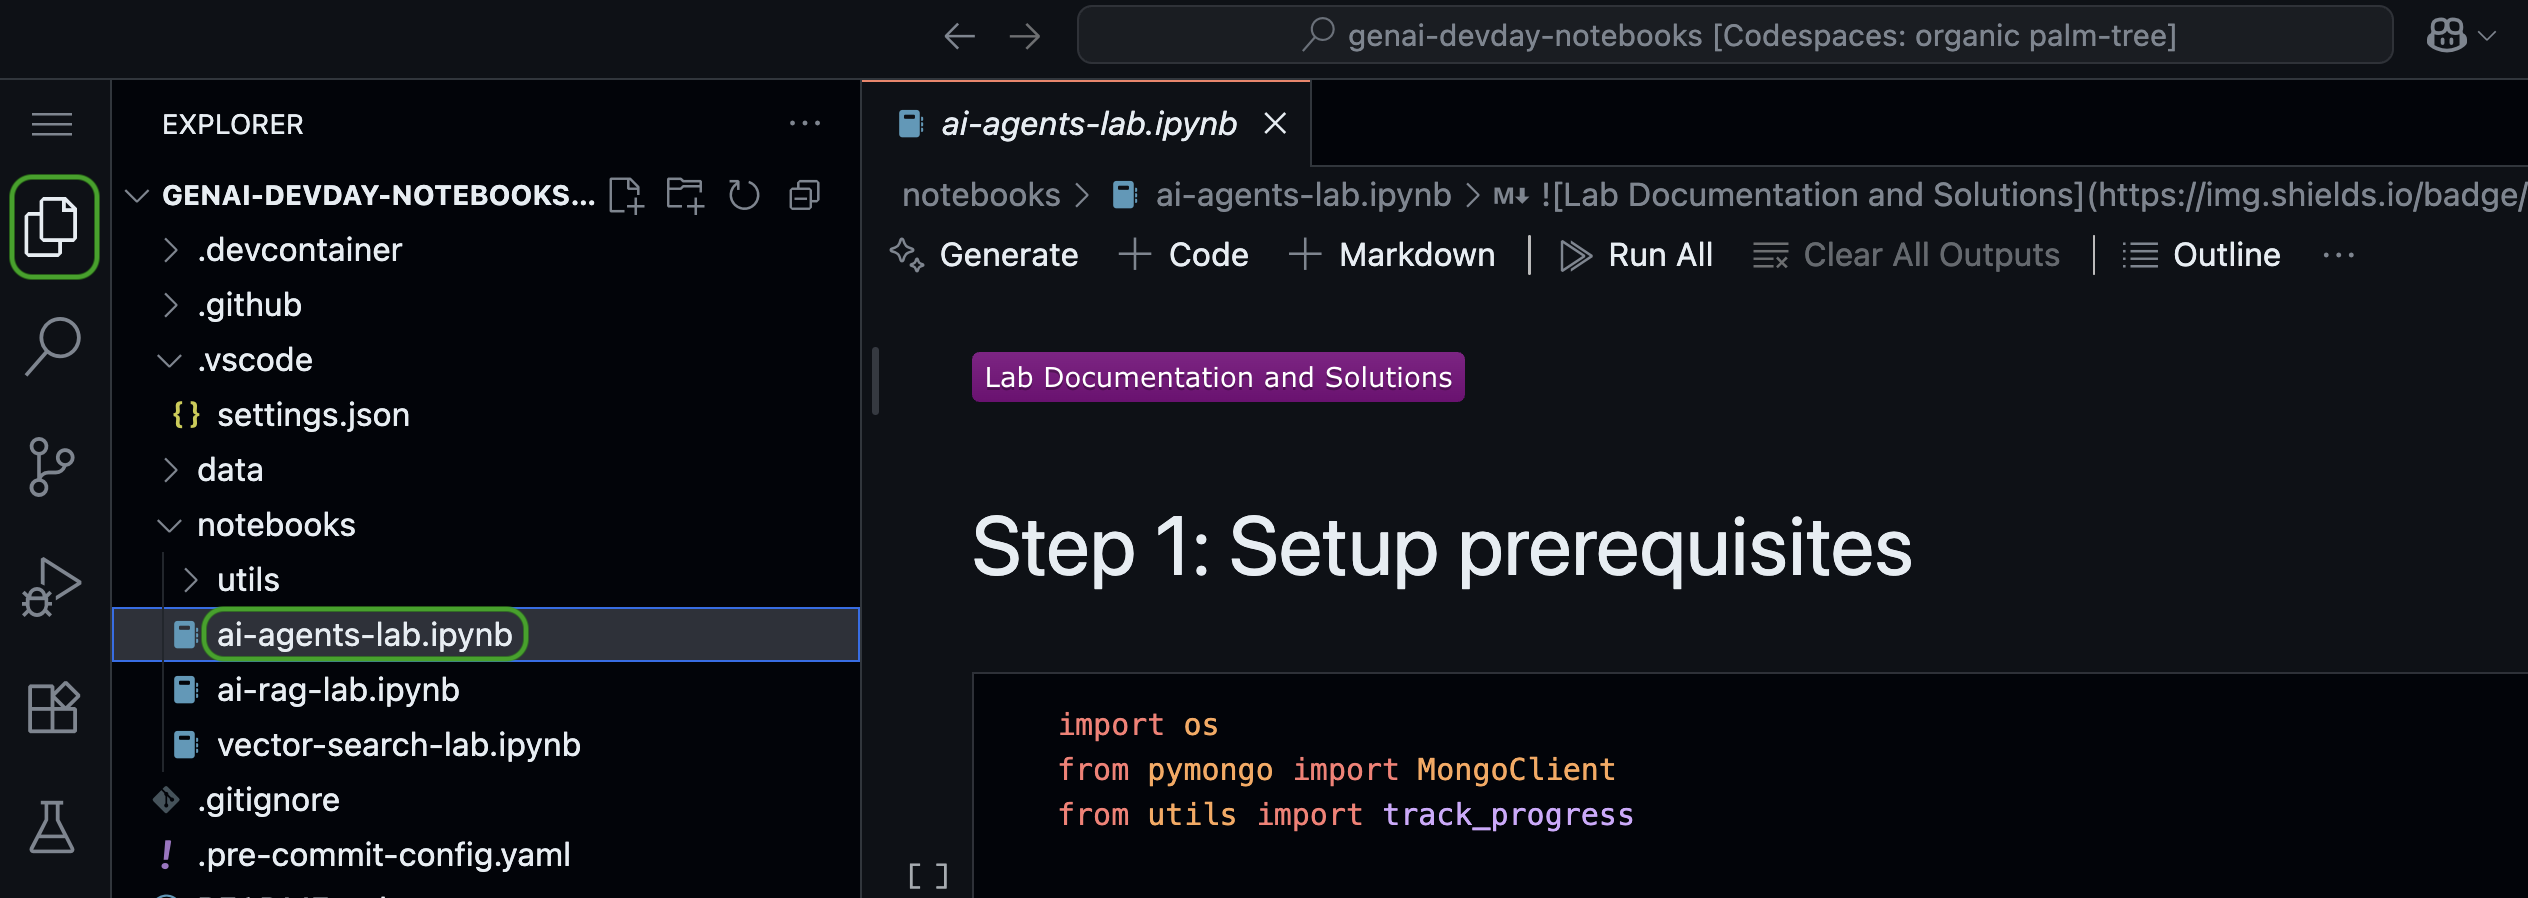 genai-devday-notebooks [Codespaces: organic palm-tree]
EXPLORER
GENAI-DEVDAY-NOTEBOOKS...
.devcontainer
.github
.vscode
{} settings.json
data
notebooks
utils
ai-agents-lab.ipynb
ai-rag-lab.ipynb
vector-search-lab.ipynb
.gitignore
! .pre-commit-config.yaml
ai-agents-lab.ipynb
notebooks > ai-agents-lab.ipynb > M↓ ![Lab Documentation and Solutions](https://img.shields.io/badge/
Generate + Code + Markdown | Run All Clear All Outputs | Outline ...
Lab Documentation and Solutions
Step 1: Setup prerequisites
import os
from pymongo import MongoClient
from utils import track_progress
[ ]